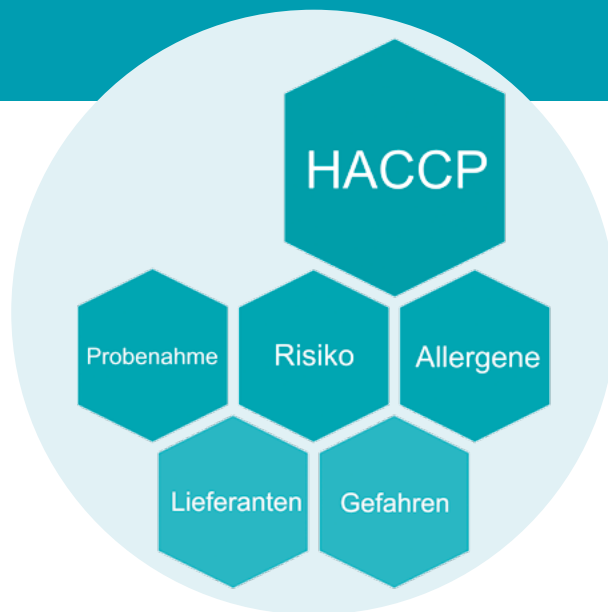 HACCP
Probenahme
Risiko
Allergene
Lieferanten
Gefahren